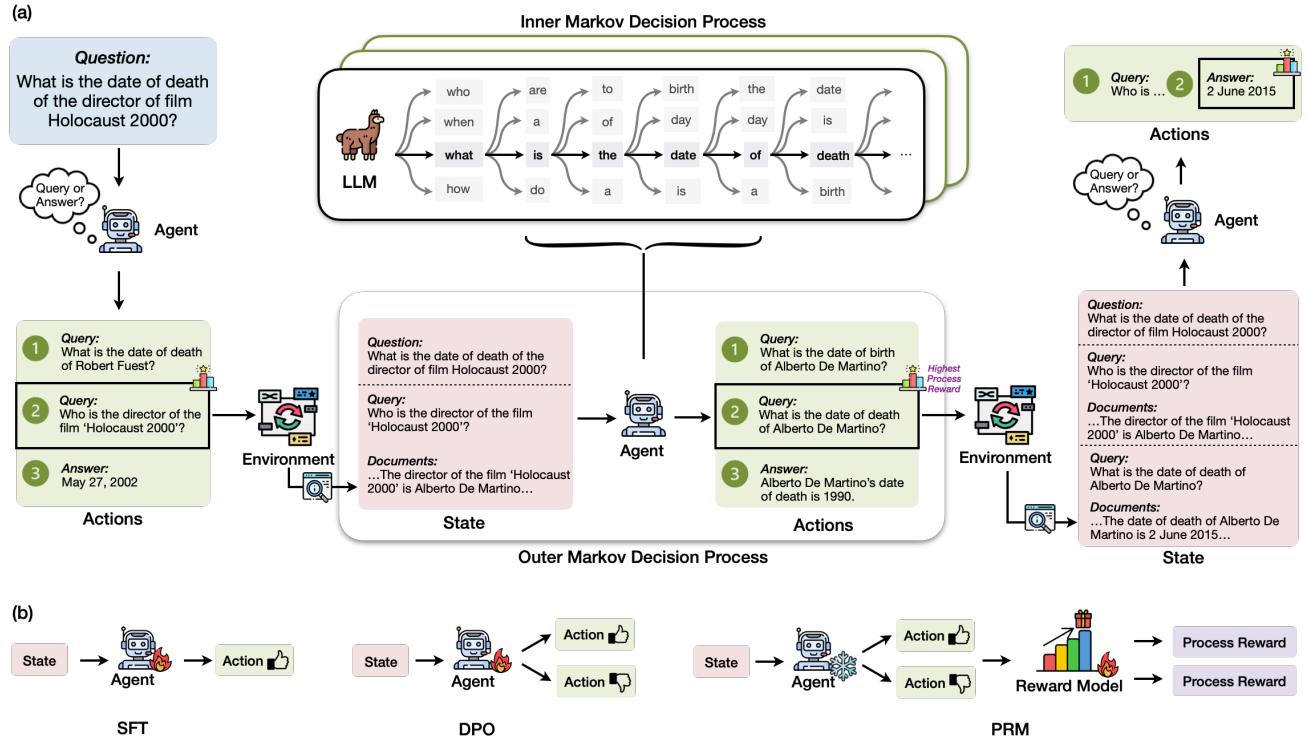 (a)
Inner Markov Decision Process
Question:
What is the date of death
of the director of film
Holocaust 2000?
Query or
Answer?
Agent
1
Query:
What is the date of death
of Robert Fuest?
2
Query:
Who is the director of the
film ‘Holocaust 2000’?
3
Answer:
May 27, 2002
Actions
Environment
LLM
who are to birth the date
when a of day day is
what is the date of death ...
how do a is a birth
Question:
What is the date of death of the
director of film Holocaust 2000?
Query:
Who is the director of the film
‘Holocaust 2000’?
Documents:
...The director of the film ‘Holocaust
2000’ is Alberto De Martino...
State
Agent
1
Query:
What is the date of birth
of Alberto De Martino?
2
Query:
What is the date of death
of Alberto De Martino?
3
Answer:
Alberto De Martino’s date
of death is 1990.
Actions
Highest
Process
Reward
Outer Markov Decision Process
Environment
1
Query:
Who is ...
2
Answer:
2 June 2015
Actions
Query or
Answer?
Agent
Question:
What is the date of death of the
director of film Holocaust 2000?
Query:
Who is the director of the film
‘Holocaust 2000’?
Documents:
...The director of the film ‘Holocaust
2000’ is Alberto De Martino...
Query:
What is the date of death of
Alberto De Martino?
Documents:
...The date of death of Alberto De
Martino is 2 June 2015...
State
(b)
State
Agent
Action
SFT
State
Agent
Action
Action
DPO
State
Agent
Action
Action
Reward Model
Process Reward
Process Reward
PRM